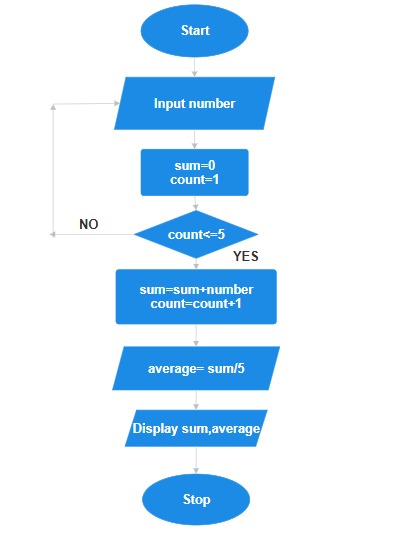 Start
Input number
sum=0
count=1
count<=5
NO
YES
sum=sum+number
count=count+1
average= sum/5
Display sum,average
Stop